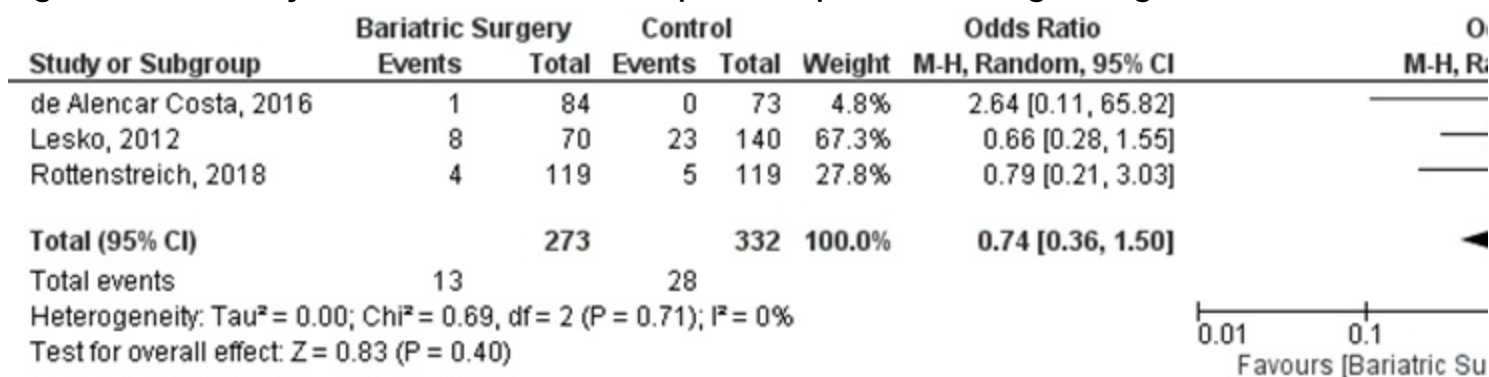 Bariatric Surgery Control Odds Ratio
Study or Subgroup Events Total Events Total Weight M-H, Random, 95% CI M-H, Ra
de Alencar Costa, 2016 1 84 0 73 4.8% 2.64 [0.11, 65.82]
Lesko, 2012 8 70 23 140 67.3% 0.66 [0.28, 1.55]
Rottenstreich, 2018 4 119 5 119 27.8% 0.79 [0.21, 3.03]
Total (95% CI) 273 332 100.0% 0.74 [0.36, 1.50]
Total events 13 28
Heterogeneity: Tau² = 0.00; Chi² = 0.69, df = 2 (P = 0.71); I² = 0%
Test for overall effect: Z = 0.83 (P = 0.40)
0.01 0.1
Favours [Bariatric Su